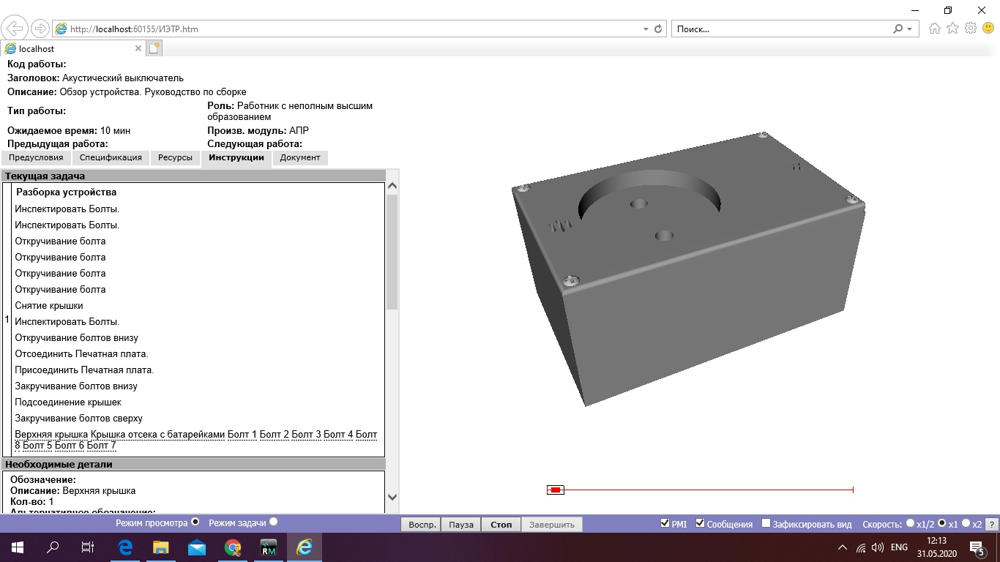 http://localhost:60155/ИЭТР.htm
Поиск...
localhost
Код работы:
Заголовок: Акустический выключатель
Описание: Обзор устройства. Руководство по сборке
Тип работы:
Роль: Работник с неполным высшим
образованием
Ожидаемое время: 10 мин
Произв. модуль: АПР
Предыдущая работа:
Следующая работа:
Предусловия
Спецификация
Ресурсы
Инструкции
Документ
Текущая задача
1
Разборка устройства
Инспектировать Болты.
Инспектировать Болты.
Откручивание болта
Откручивание болта
Откручивание болта
Откручивание болта
Снятие крышки
Инспектировать Болты.
Откручивание болтов внизу
Отсоединить Печатная плата.
Присоединить Печатная плата.
Закручивание болтов внизу
Подсоединение крышек
Закручивание болтов сверху
Верхняя крышка Крышка отсека с батарейками Болт 1 Болт 2 Болт 3 Болт 4 Болт
8 Болт 5 Болт 6 Болт 7
Необходимые детали
Обозначение:
Описание: Верхняя крышка
Кол-во: 1
Альтернативное обозначение:
Режим просмотра
Режим задачи
Воспр.
Пауза
Стоп
Завершить
PMI
Сообщения
Зафиксировать вид
Скорость:
x1/2
x1
x2
?
RM
ENG
12:13
31.05.2020
5